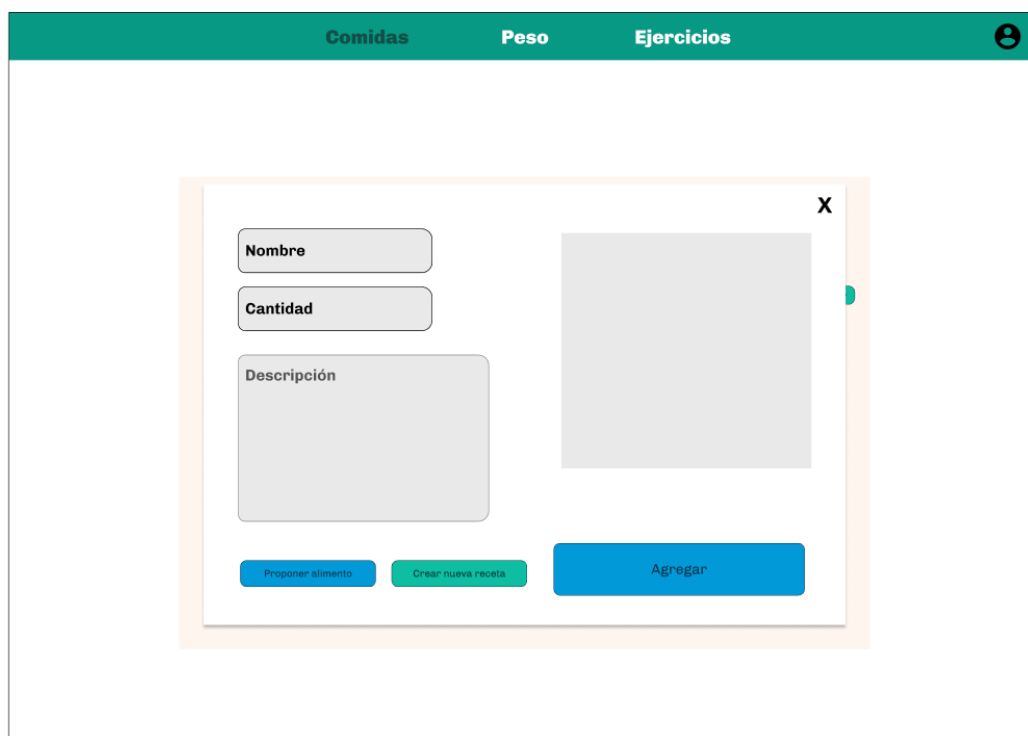 Comidas Peso Ejercicios
X
Nombre
Cantidad
Descripción
Proponer alimento Crear nueva receta Agregar